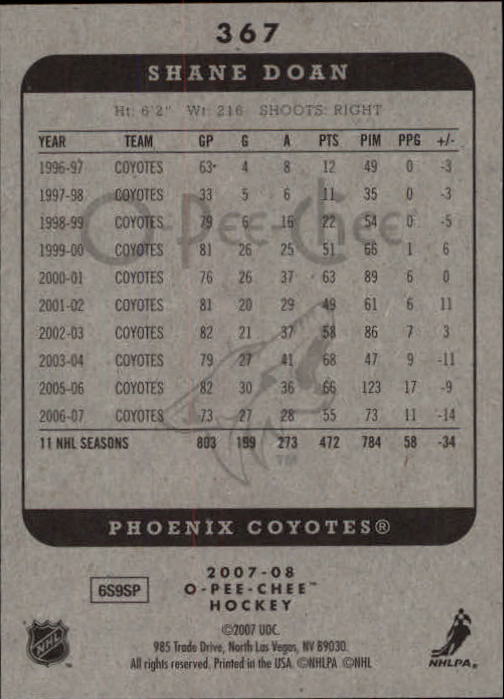 367
SHANE DOAN
Ht: 6'2" Wt: 216 SHOOTS: RIGHT
YEAR TEAM GP G A PTS PIM PPG +/-
1996-97 COYOTES 63 4 8 12 49 0 -3
1997-98 COYOTES 33 5 6 11 35 0 -3
1998-99 COYOTES 79 6 16 22 54 0 -5
O-Pee-Chee
1999-00 COYOTES 81 26 25 51 66 1 6
2000-01 COYOTES 76 26 37 63 89 6 0
2001-02 COYOTES 81 20 29 49 61 6 11
2002-03 COYOTES 82 21 37 58 86 7 3
2003-04 COYOTES 79 27 41 68 47 9 -11
2005-06 COYOTES 82 30 36 66 123 17 -9
2006-07 COYOTES 73 27 28 55 73 11 -14
11 NHL SEASONS 803 199 273 472 784 58 -34
TM
PHOENIX COYOTES®
2007-08
6S9SP O-PEE-CHEE™
HOCKEY
©2007 UDC.
985 Trade Drive, North Las Vegas, NV 89030.
All rights reserved. Printed in the USA. ©NHLPA ©NHL
NHL
NHLPA